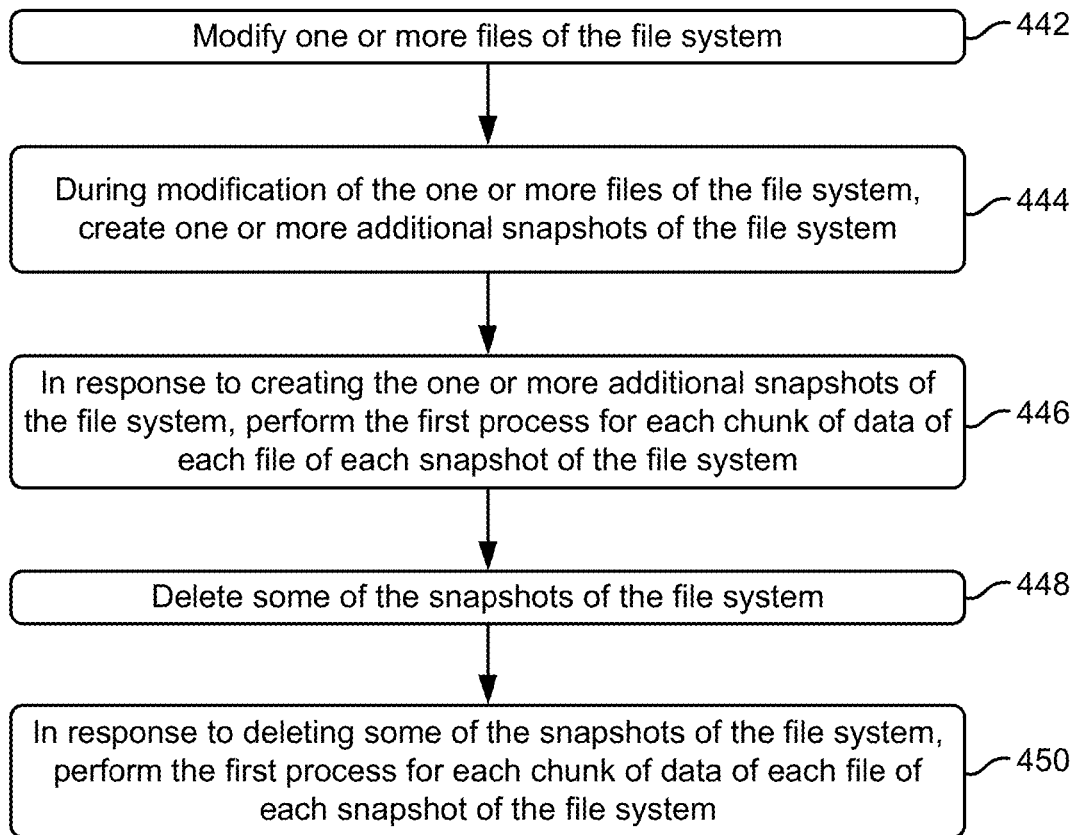 Modify one or more files of the file system
442
During modification of the one or more files of the file system,
create one or more additional snapshots of the file system
444
In response to creating the one or more additional snapshots of
the file system, perform the first process for each chunk of data of
each file of each snapshot of the file system
446
Delete some of the snapshots of the file system
448
In response to deleting some of the snapshots of the file system,
perform the first process for each chunk of data of each file of
each snapshot of the file system
450